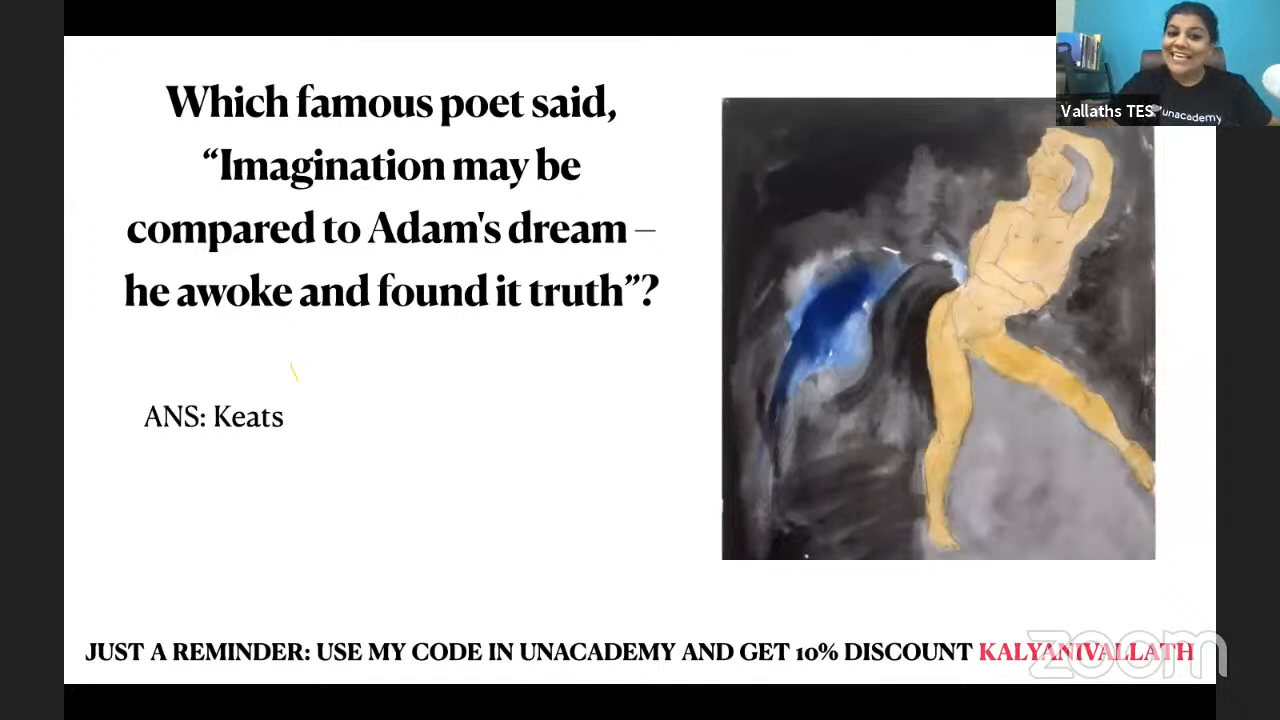 Which famous poet said,
“Imagination may be
compared to Adam's dream –
he awoke and found it truth”?
ANS: Keats
JUST A REMINDER: USE MY CODE IN UNACADEMY AND GET 10% DISCOUNT KALYANIVALLATH
Vallaths TES
unacademy
zoom